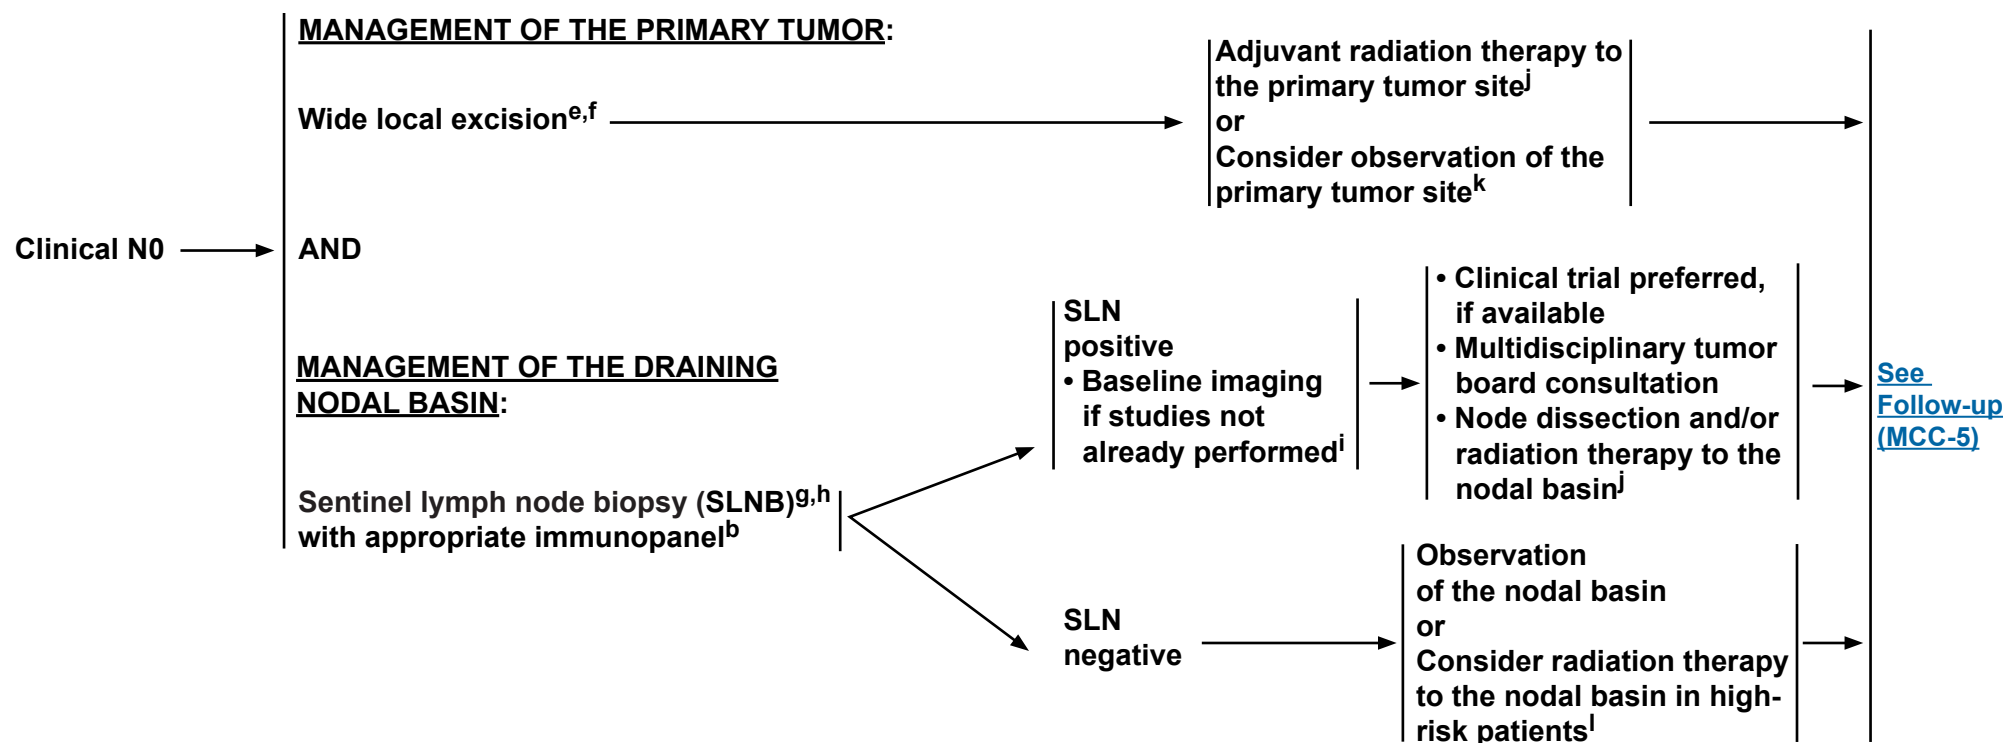 MANAGEMENT OF THE PRIMARY TUMOR:
Wide local excisione,f
Adjuvant radiation therapy to
the primary tumor sitej
or
Consider observation of the
primary tumor sitek
Clinical N0
AND
MANAGEMENT OF THE DRAINING
NODAL BASIN:
Sentinel lymph node biopsy (SLNB)g,h
with appropriate immunopanelb
SLN
positive
• Baseline imaging
if studies not
already performedi
• Clinical trial preferred,
if available
• Multidisciplinary tumor
board consultation
• Node dissection and/or
radiation therapy to the
nodal basinj
SLN
negative
Observation
of the nodal basin
or
Consider radiation therapy
to the nodal basin in high-
risk patientsl
See
Follow-up
(MCC-5)